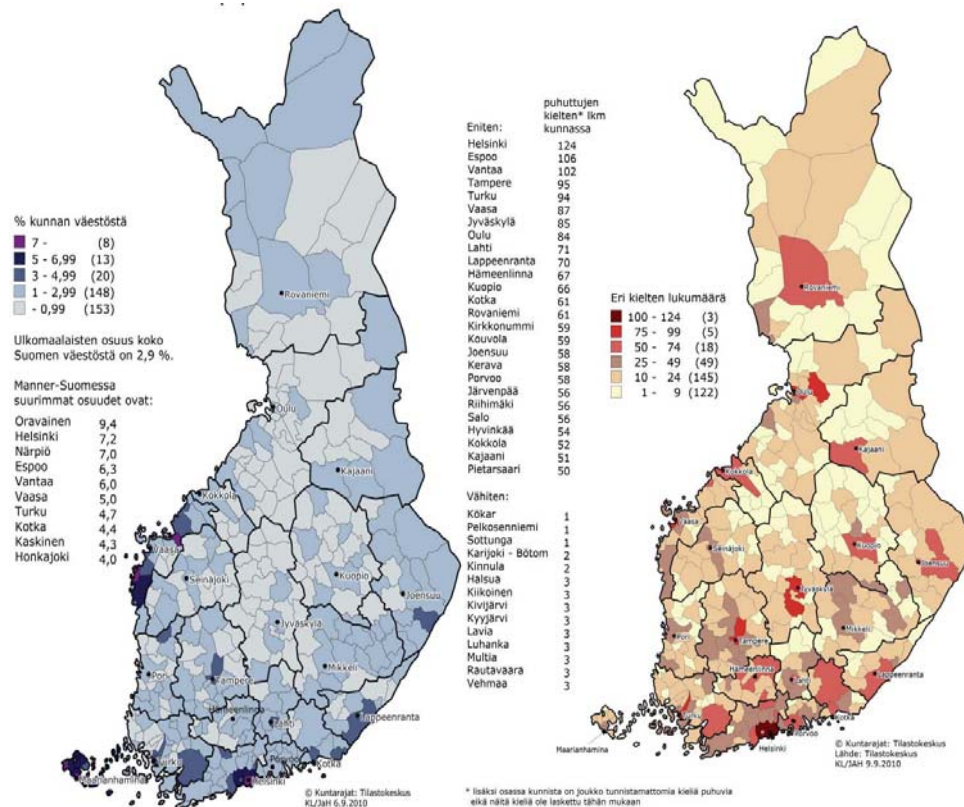 % kunnan väestöstä
7 - (8)
5 - 6,99 (13)
3 - 4,99 (20)
1 - 2,99 (148)
- 0,99 (153)
Ulkomaalaisten osuus koko
Suomen väestöstä on 2,9 %.
Manner-Suomessa
suurimmat osuudet ovat:
Oravainen 9,4
Helsinki 7,2
Närpiö 7,0
Espoo 6,3
Vantaa 6,0
Vaasa 5,0
Turku 4,7
Kotka 4,4
Kaskinen 4,3
Honkajoki 4,0
Rovaniemi
Oulu
Kajaani
Kokkola
Vaasa
Seinäjoki
Kuopio
Joensuu
Jyväskylä
Mikkeli
Pori
Tampere
Hämeenlinna
Lahti
Lappeenranta
Turku
Porvoo
Kotka
Helsinki
Maarianhamina
© Kuntarajat: Tilastokeskus
KL/JAH 6.9.2010
puhuttujen
kielten* lkm
kunnassa
Eniten:
Helsinki 124
Espoo 106
Vantaa 102
Tampere 95
Turku 94
Vaasa 87
Jyväskylä 85
Oulu 84
Lahti 71
Lappeenranta 70
Hämeenlinna 67
Kuopio 66
Kotka 61
Rovaniemi 61
Kirkkonummi 59
Kouvola 59
Joensuu 58
Kerava 58
Porvoo 58
Järvenpää 56
Riihimäki 56
Salo 56
Hyvinkää 54
Kokkola 52
Kajaani 51
Pietarsaari 50
Vähiten:
Kökar 1
Pelkosenniemi 1
Sottunga 1
Karijoki - Bötom 2
Kinnula 2
Halsua 3
Kiikoinen 3
Kivijärvi 3
Kyyjärvi 3
Lavia 3
Luhanka 3
Multia 3
Rautavaara 3
Vehmaa 3
* lisäksi osassa kunnista on joukko tunnistamattomia kieliä puhuvia
eikä näitä kieliä ole laskettu tähän mukaan
Eri kielten lukumäärä
100 - 124 (3)
75 - 99 (5)
50 - 74 (18)
25 - 49 (49)
10 - 24 (145)
1 - 9 (122)
Rovaniemi
Oulu
Kajaani
Kokkola
Vaasa
Seinäjoki
Kuopio
Joensuu
Jyväskylä
Mikkeli
Pori
Tampere
Hämeenlinna
Lahti
Lappeenranta
Turku
Kotka
Porvoo
Helsinki
Maarianhamina
© Kuntarajat: Tilastokeskus
Lähde: Tilastokeskus
KL/JAH 9.9.2010